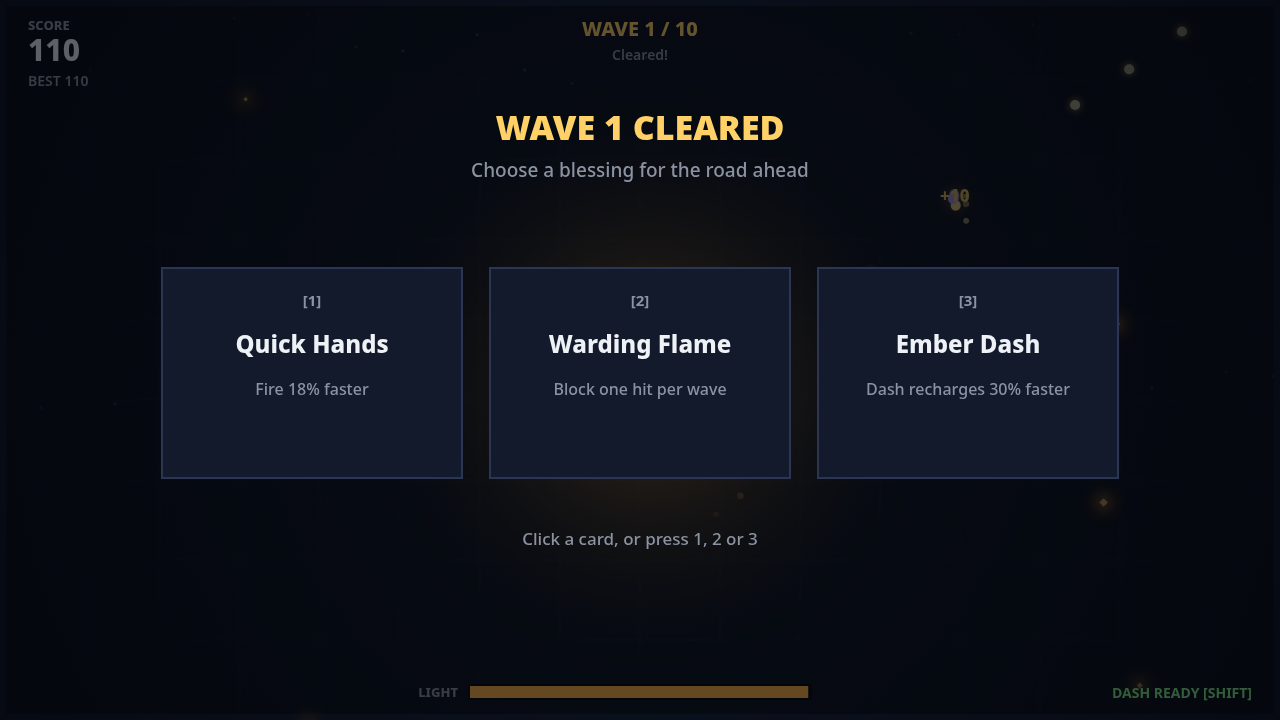 SCORE
110
BEST 110
WAVE 1 / 10
Cleared!
WAVE 1 CLEARED
Choose a blessing for the road ahead
+10
[1]
Quick Hands
Fire 18% faster
[2]
Warding Flame
Block one hit per wave
[3]
Ember Dash
Dash recharges 30% faster
Click a card, or press 1, 2 or 3
LIGHT
DASH READY [SHIFT]